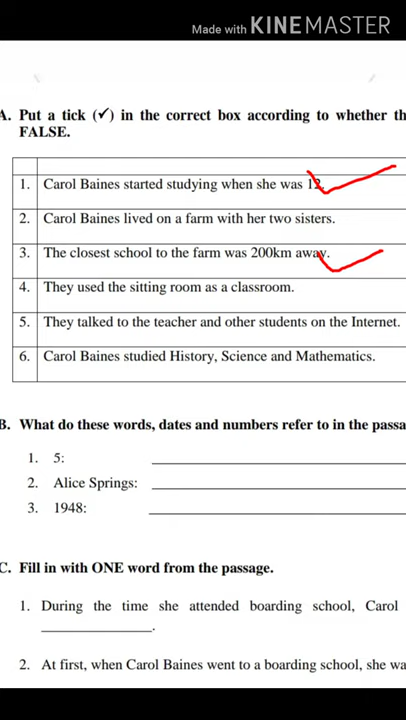 Made with KINEMASTER
A. Put a tick (✓) in the correct box according to whether th
FALSE.
1. Carol Baines started studying when she was 12.
2. Carol Baines lived on a farm with her two sisters.
3. The closest school to the farm was 200km away.
4. They used the sitting room as a classroom.
5. They talked to the teacher and other students on the Internet.
6. Carol Baines studied History, Science and Mathematics.
B. What do these words, dates and numbers refer to in the passa
1. 5:
2. Alice Springs:
3. 1948:
C. Fill in with ONE word from the passage.
1. During the time she attended boarding school, Carol
.
2. At first, when Carol Baines went to a boarding school, she wa